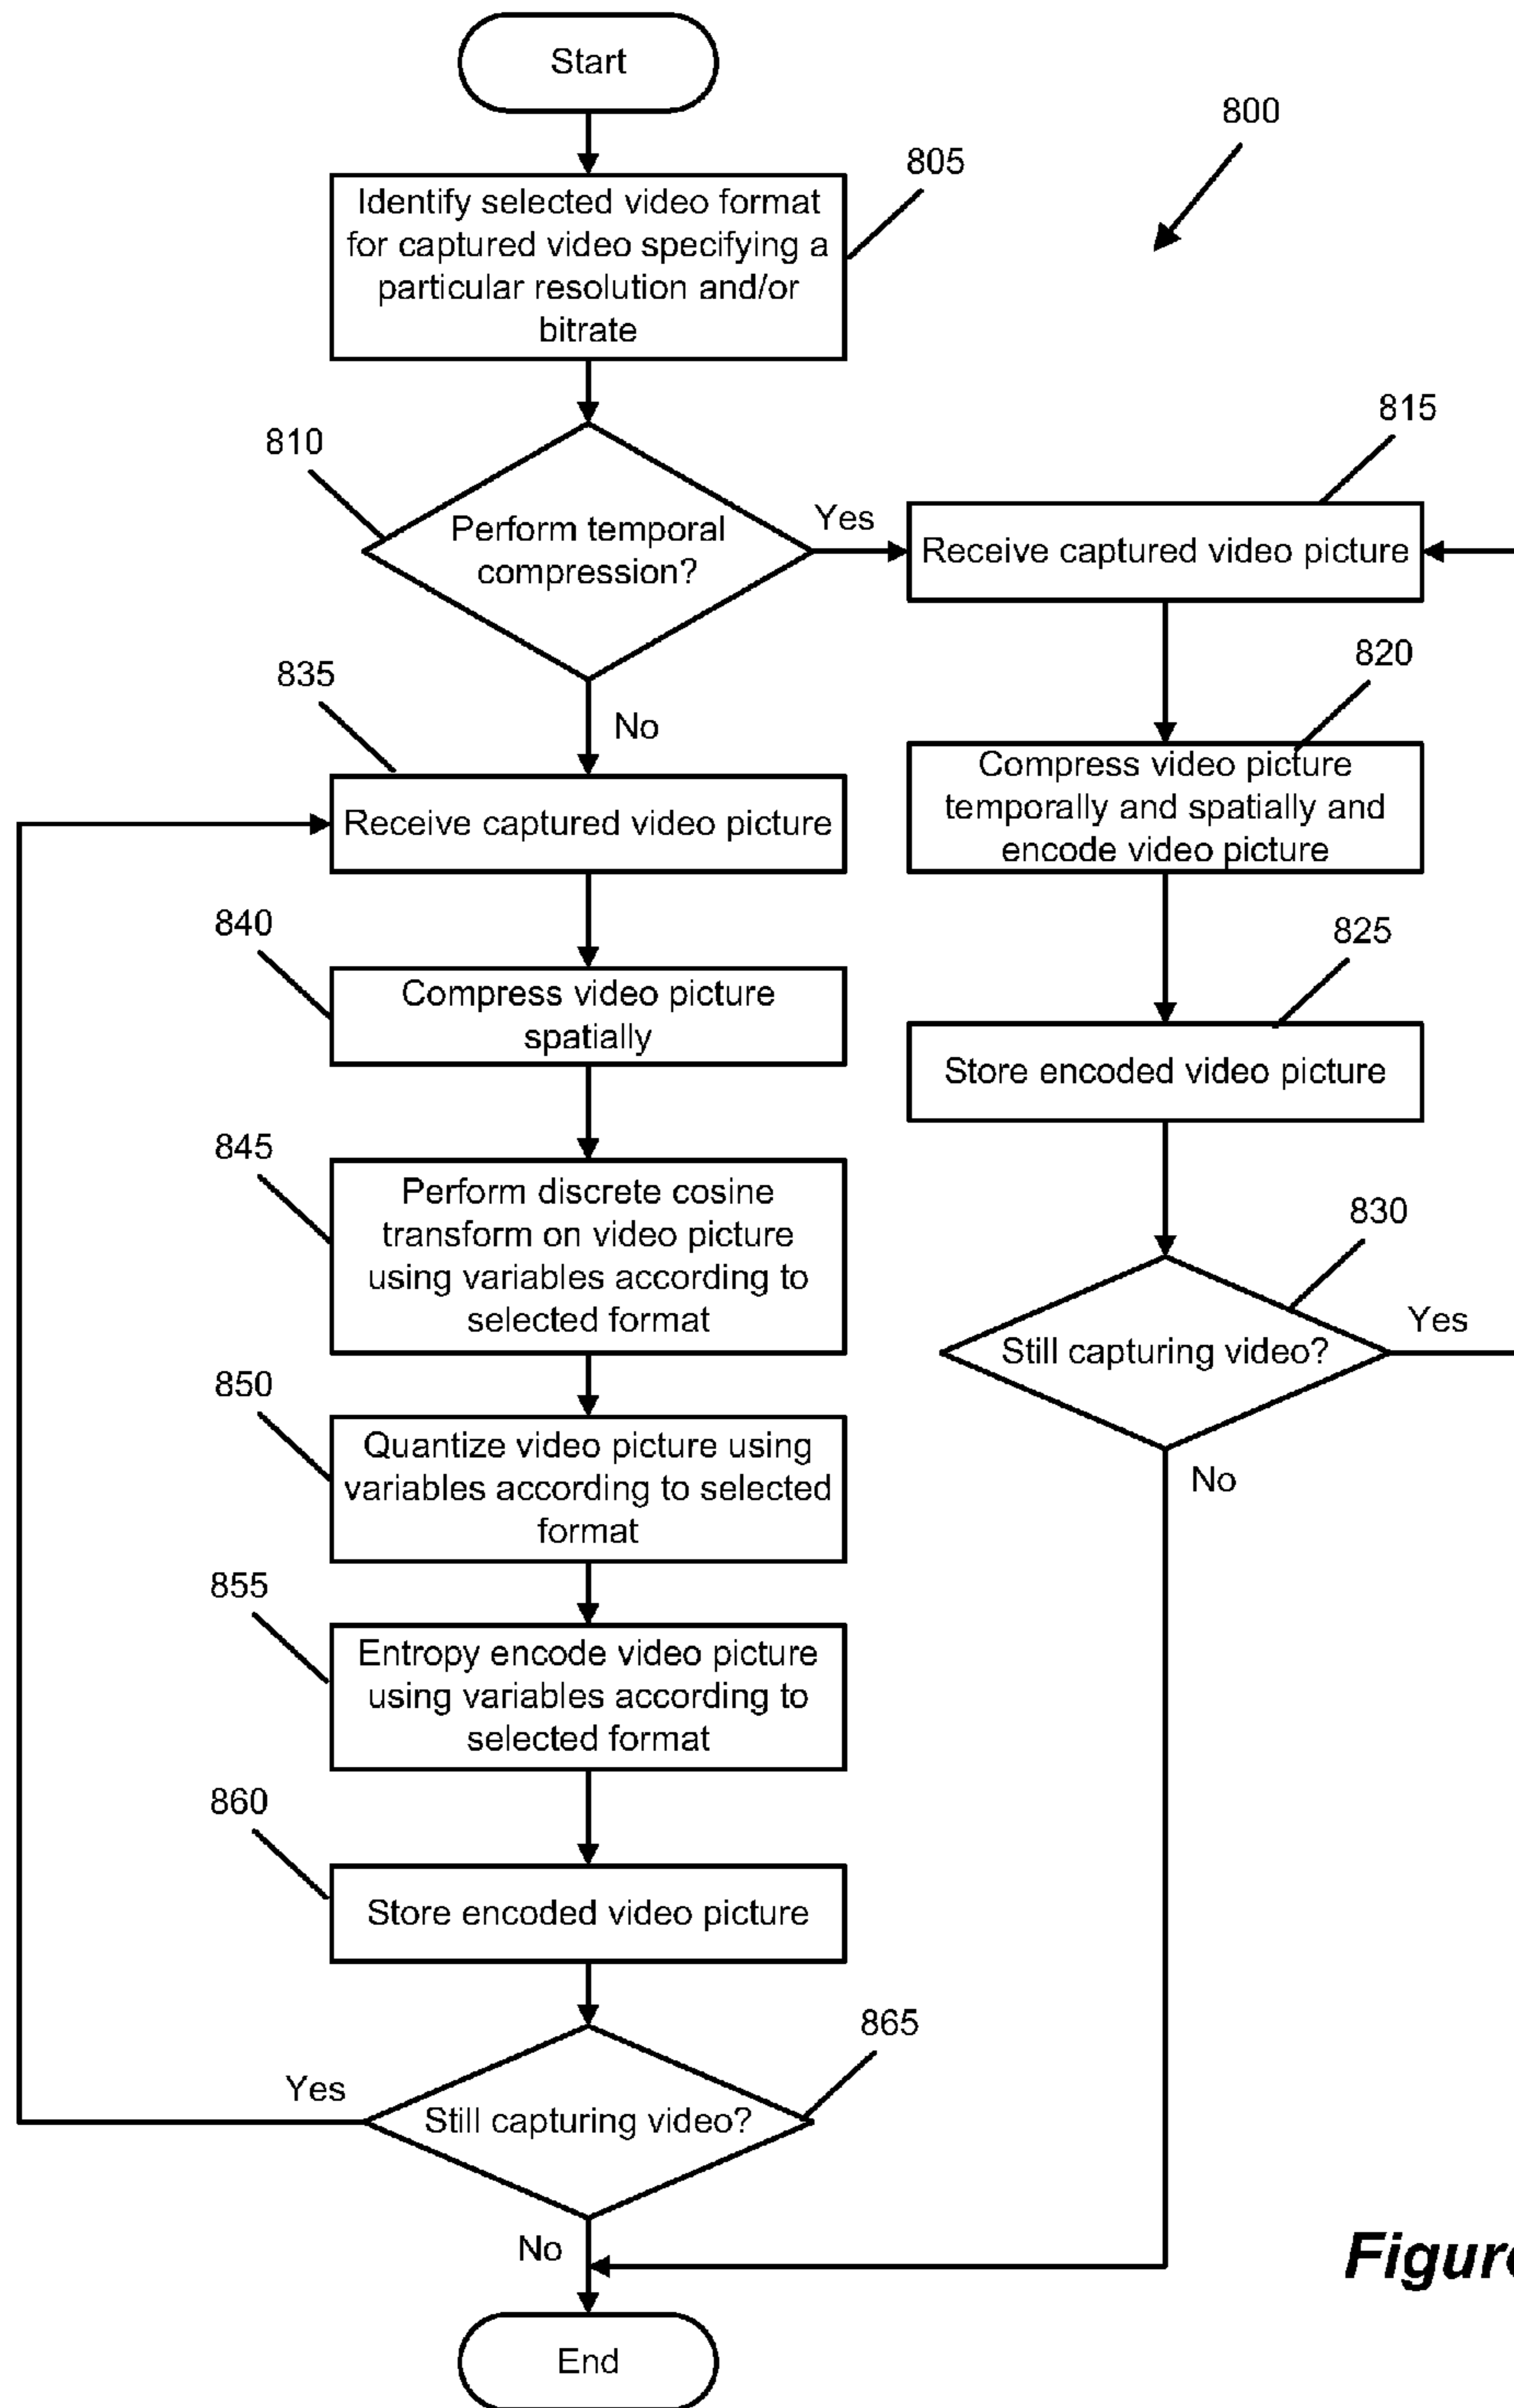 Start
800
805
Identify selected video format
for captured video specifying a
particular resolution and/or
bitrate
810
Perform temporal
compression?
Yes
815
Receive captured video picture
820
Compress video picture
temporally and spatially and
encode video picture
825
Store encoded video picture
830
Still capturing video?
Yes
No
No
835
Receive captured video picture
840
Compress video picture
spatially
845
Perform discrete cosine
transform on video picture
using variables according to
selected format
850
Quantize video picture using
variables according to selected
format
855
Entropy encode video picture
using variables according to
selected format
860
Store encoded video picture
865
Still capturing video?
Yes
No
End